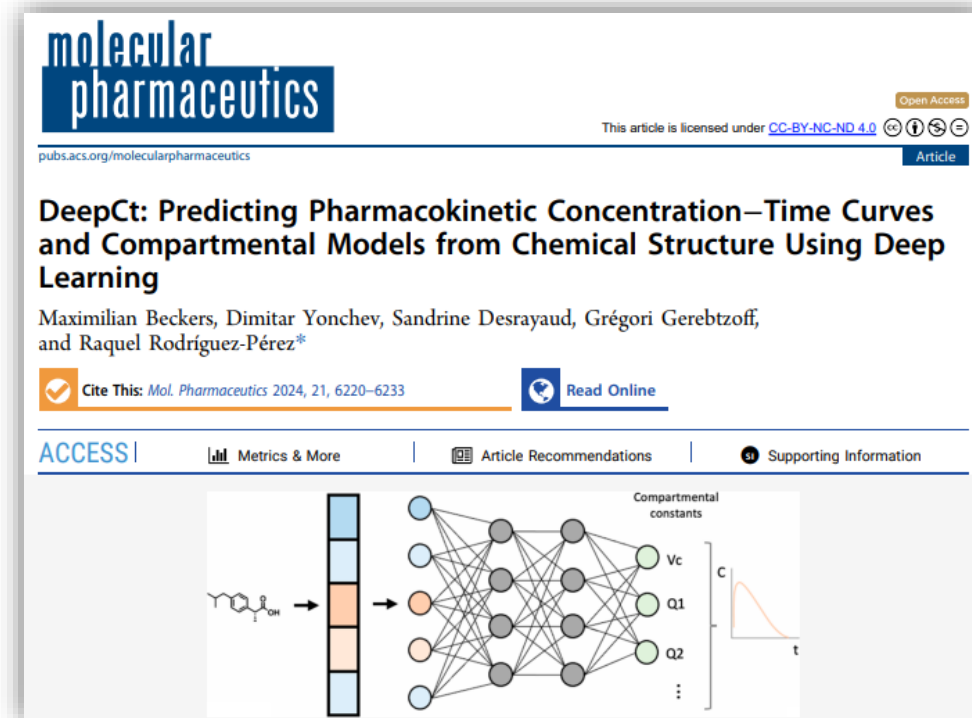 molecular
pharmaceutics
Open Access
This article is licensed under CC-BY-NC-ND 4.0
pubs.acs.org/molecularpharmaceutics
Article
DeepCt: Predicting Pharmacokinetic Concentration−Time Curves
and Compartmental Models from Chemical Structure Using Deep
Learning
Maximilian Beckers, Dimitar Yonchev, Sandrine Desrayaud, Grégori Gerebtzoff,
and Raquel Rodríguez-Pérez*
Cite This: Mol. Pharmaceutics 2024, 21, 6220−6233
Read Online
ACCESS
Metrics & More
Article Recommendations
SI
Supporting Information
Compartmental
constants
Vc
Q1
Q2
⋮
C
t
O
OH